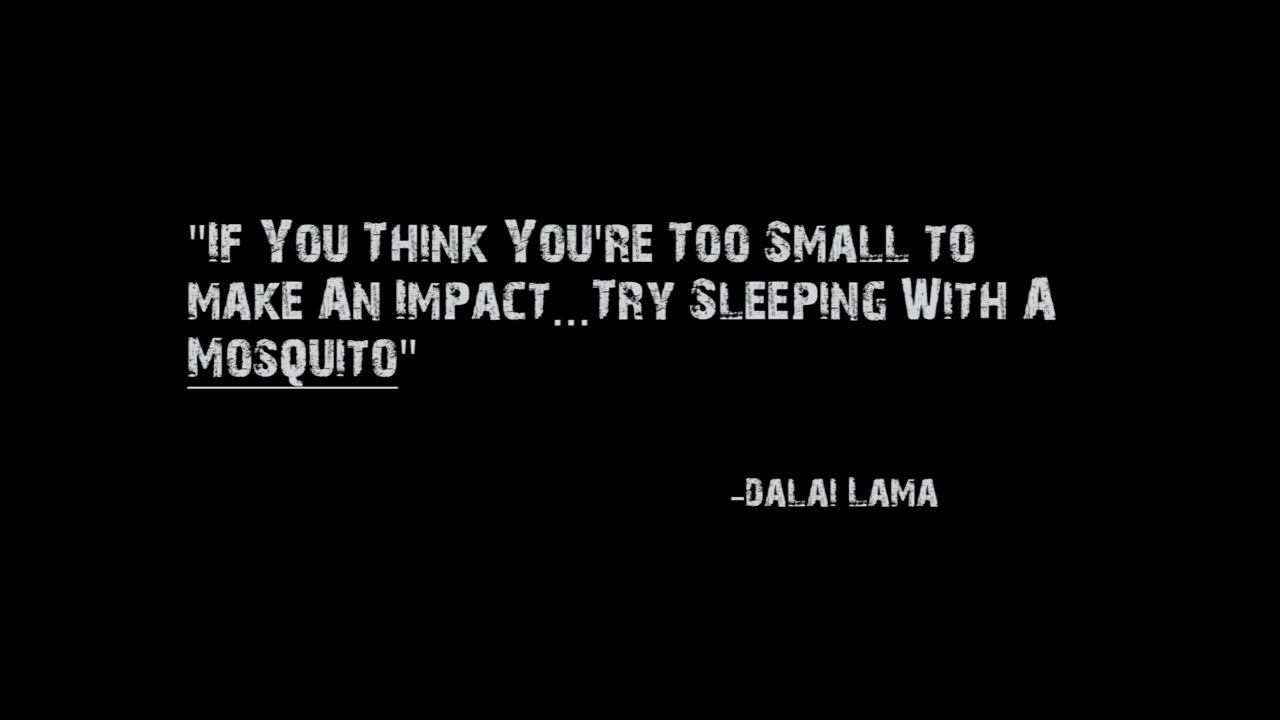 "If You Think You're Too Small to
make An Impact...Try Sleeping With A
Mosquito"
-Dalai Lama